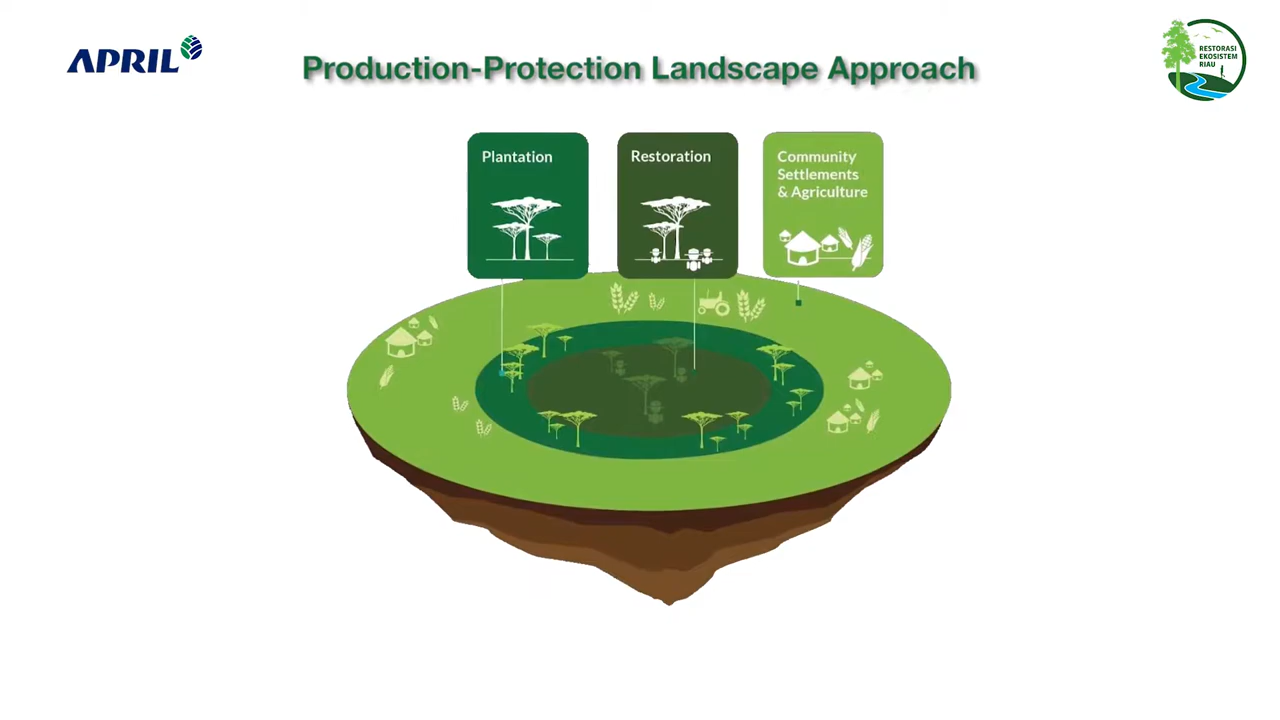 APRIL
Production-Protection Landscape Approach
RESTORASI
EKOSISTEM
RIAU
Plantation
Restoration
Community
Settlements
& Agriculture